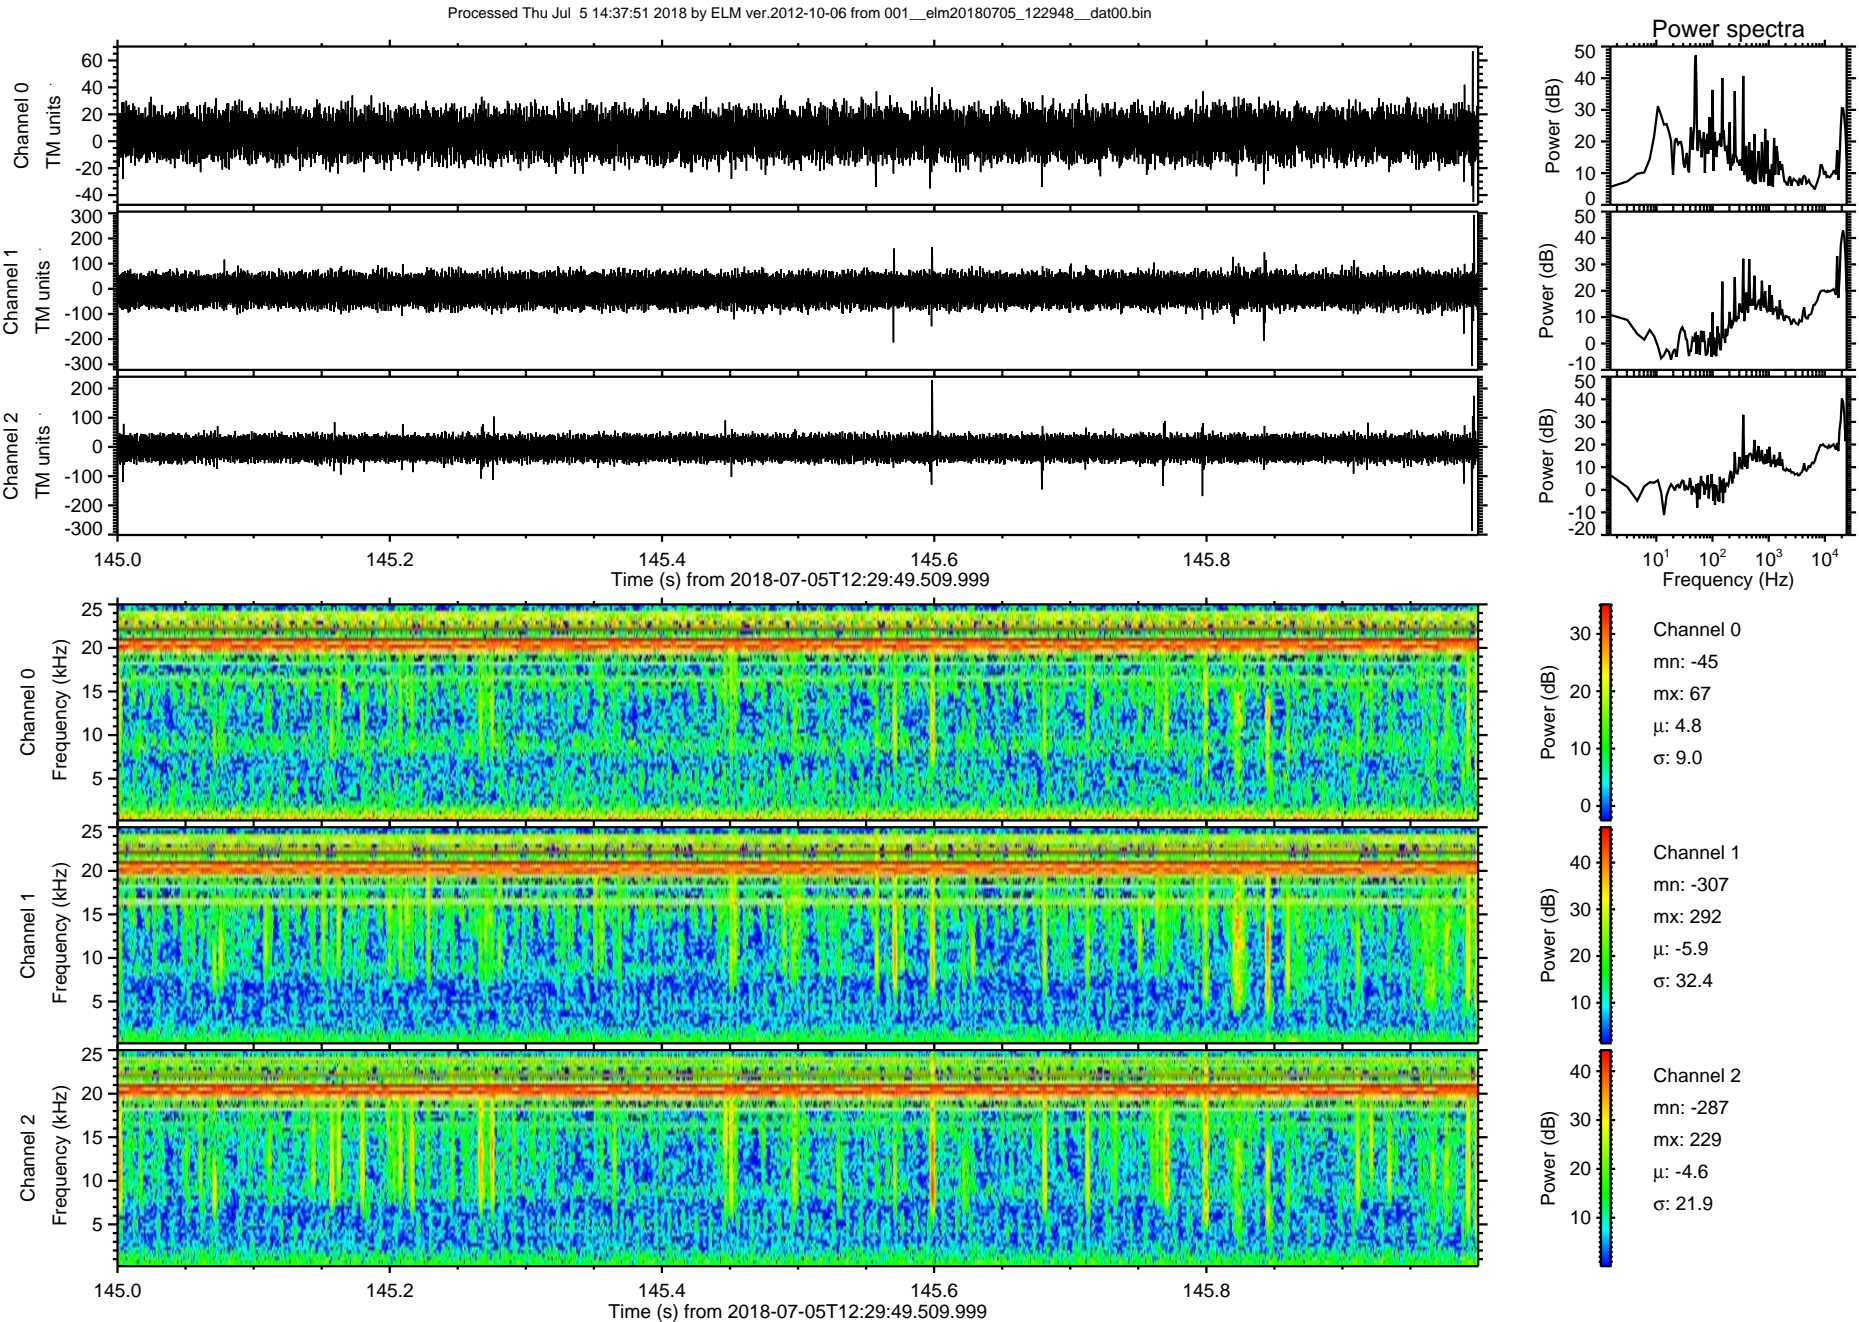 Processed Thu Jul  5 14:37:51 2018 by ELM ver.2012-10-06 from 001__elm20180705_122948__dat00.bin
Power spectra
Channel 0
TM units
60
40
20
0
-20
-40
Power (dB)
50
40
30
20
10
0
Channel 1
TM units
300
200
100
0
-100
-200
-300
Power (dB)
50
40
30
20
10
0
-10
Channel 2
TM units
200
100
0
-100
-200
-300
Power (dB)
50
40
30
20
10
0
-10
-20
145.0 145.2 145.4 145.6 145.8
Time (s) from 2018-07-05T12:29:49.509.999
10^1 10^2 10^3 10^4
Frequency (Hz)
Channel 0
Frequency (kHz)
25
20
15
10
5
Power (dB)
30
20
10
0
Channel 0
mn: -45
mx: 67
μ: 4.8
σ: 9.0
Channel 1
Frequency (kHz)
25
20
15
10
5
Power (dB)
40
30
20
10
Channel 1
mn: -307
mx: 292
μ: -5.9
σ: 32.4
Channel 2
Frequency (kHz)
25
20
15
10
5
Power (dB)
40
30
20
10
Channel 2
mn: -287
mx: 229
μ: -4.6
σ: 21.9
145.0 145.2 145.4 145.6 145.8
Time (s) from 2018-07-05T12:29:49.509.999